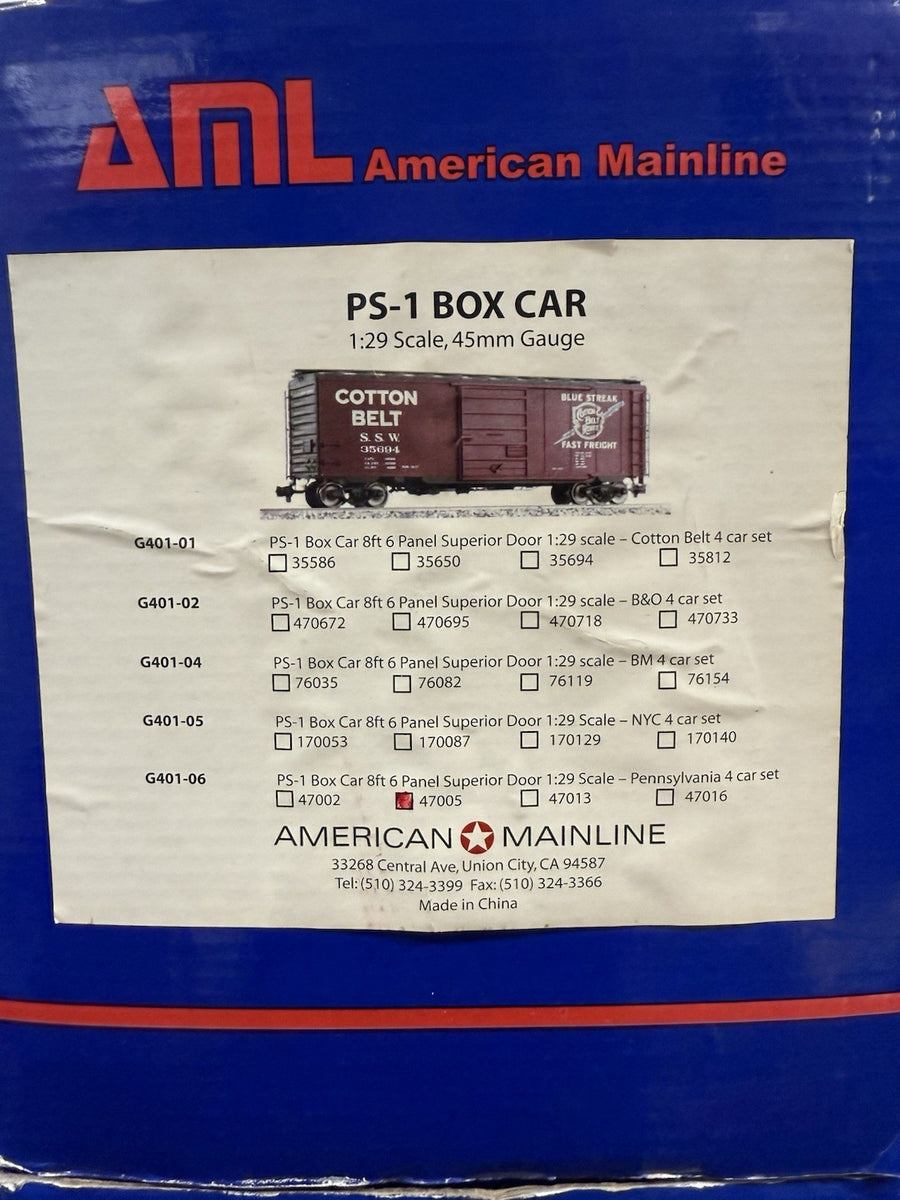 AML American Mainline
PS-1 BOX CAR
1:29 Scale, 45mm Gauge
COTTON
BELT
S. S. W.
35694
BLUE STREAK
COTTON
BELT
ROUTE
FAST FREIGHT
G401-01 PS-1 Box Car 8ft 6 Panel Superior Door 1:29 scale – Cotton Belt 4 car set
35586 35650 35694 35812
G401-02 PS-1 Box Car 8ft 6 Panel Superior Door 1:29 scale – B&O 4 car set
470672 470695 470718 470733
G401-04 PS-1 Box Car 8ft 6 Panel Superior Door 1:29 scale – BM 4 car set
76035 76082 76119 76154
G401-05 PS-1 Box Car 8ft 6 Panel Superior Door 1:29 Scale – NYC 4 car set
170053 170087 170129 170140
G401-06 PS-1 Box Car 8ft 6 Panel Superior Door 1:29 Scale – Pennsylvania 4 car set
47002 47005 47013 47016
AMERICAN MAINLINE
33268 Central Ave, Union City, CA 94587
Tel: (510) 324-3399 Fax: (510) 324-3366
Made in China